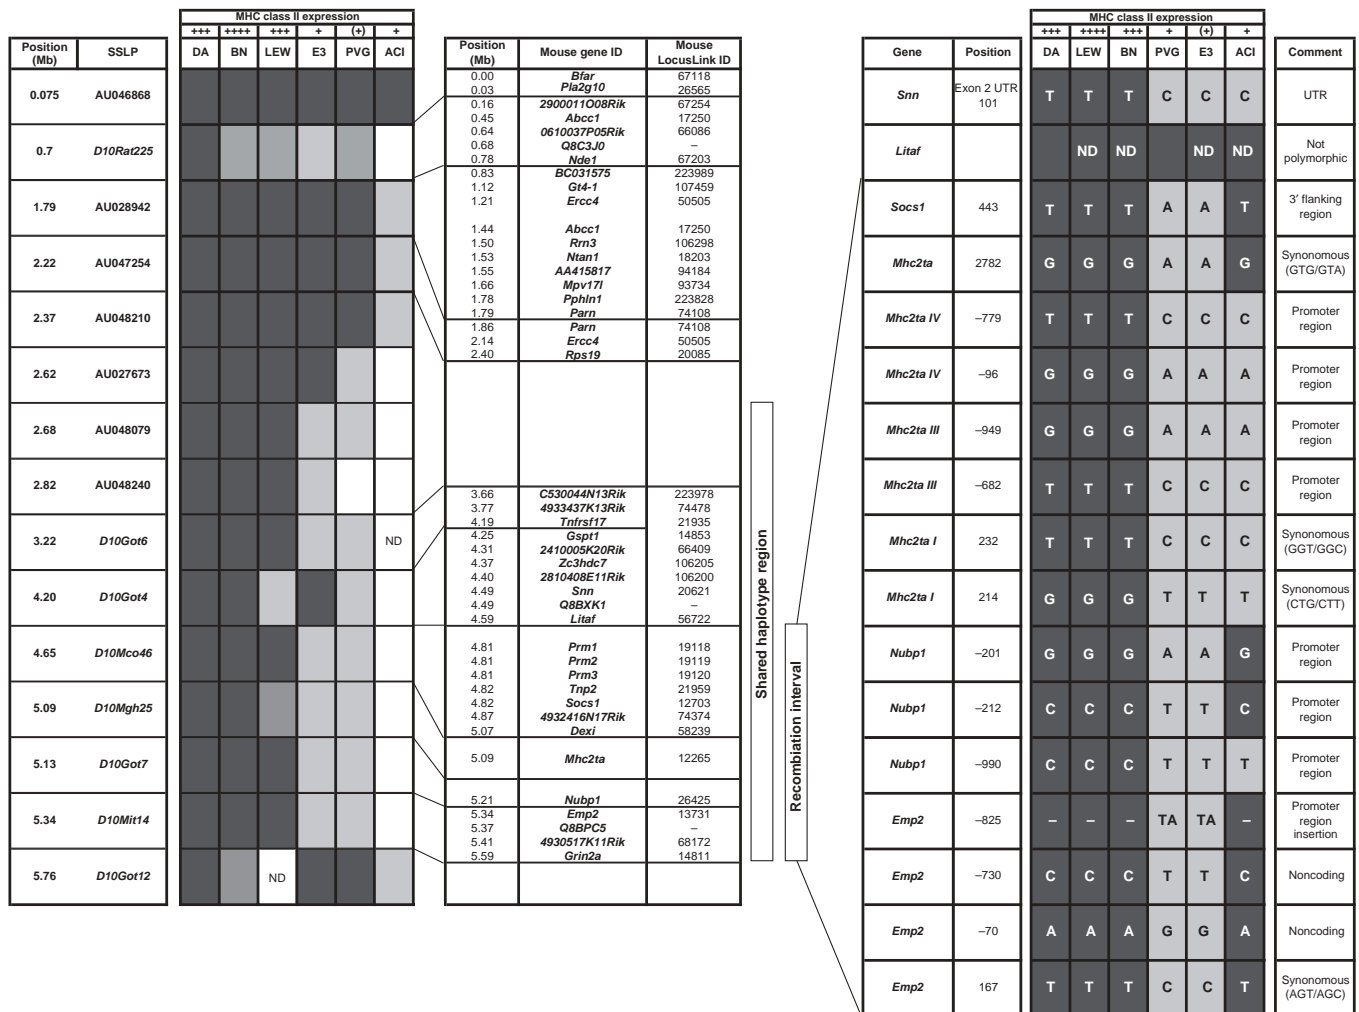 MHC class II expression
+++ ++++ +++ + (+) +
Position (Mb) SSLP DA BN LEW E3 PVG ACI
0.075 AU046868
0.7 D10Rat225
1.79 AU028942
2.22 AU047254
2.37 AU048210
2.62 AU027673
2.68 AU048079
2.82 AU048240
3.22 D10Got6 ND
4.20 D10Got4
4.65 D10Mco46
5.09 D10Mgh25
5.13 D10Got7
5.34 D10Mit14
5.76 D10Got12 ND
Position (Mb) Mouse gene ID Mouse LocusLink ID
0.00 Bfar 67118
0.03 Pla2g10 26565
0.16 2900011O08Rik 67254
0.45 Abcc1 17250
0.64 0610037P05Rik 66086
0.68 Q8C3J0 –
0.78 Nde1 67203
0.83 BC031575 223989
1.12 Gt4-1 107459
1.21 Ercc4 50505
1.44 Abcc1 17250
1.50 Rrn3 106298
1.53 Ntan1 18203
1.55 AA415817 94184
1.66 Mpv17l 93734
1.78 Pphln1 223828
1.79 Parn 74108
1.86 Parn 74108
2.14 Ercc4 50505
2.40 Rps19 20085
3.66 C530044N13Rik 223978
3.77 4933437K13Rik 74478
4.19 Tnfrsf17 21935
4.25 Gspt1 14853
4.31 2410005K20Rik 66409
4.37 Zc3hdc7 106205
4.40 2810408E11Rik 106200
4.49 Snn 20621
4.49 Q8BXK1 –
4.59 Litaf 56722
4.81 Prm1 19118
4.81 Prm2 19119
4.81 Prm3 19120
4.82 Tnp2 21959
4.82 Socs1 12703
4.87 4932416N17Rik 74374
5.07 Dexi 58239
5.09 Mhc2ta 12265
5.21 Nubp1 26425
5.34 Emp2 13731
5.37 Q8BPC5 –
5.41 4930517K11Rik 68172
5.59 Grin2a 14811
Shared haplotype region
Recombiation interval
MHC class II expression
+++ ++++ +++ + (+) +
Gene Position DA LEW BN PVG E3 ACI Comment
Snn Exon 2 UTR 101 T T T C C C UTR
Litaf ND ND ND ND Not polymorphic
Socs1 443 T T T A A T 3′ flanking region
Mhc2ta 2782 G G G A A G Synonomous (GTG/GTA)
Mhc2ta IV –779 T T T C C C Promoter region
Mhc2ta IV –96 G G G A A A Promoter region
Mhc2ta III –949 G G G A A A Promoter region
Mhc2ta III –682 T T T C C C Promoter region
Mhc2ta I 232 T T T C C C Synonomous (GGT/GGC)
Mhc2ta I 214 G G G T T T Synonomous (CTG/CTT)
Nubp1 –201 G G G A A G Promoter region
Nubp1 –212 C C C T T C Promoter region
Nubp1 –990 C C C T T T Promoter region
Emp2 –825 – – – TA TA – Promoter region insertion
Emp2 –730 C C C T T C Noncoding
Emp2 –70 A A A G G A Noncoding
Emp2 167 T T T C C T Synonomous (AGT/AGC)